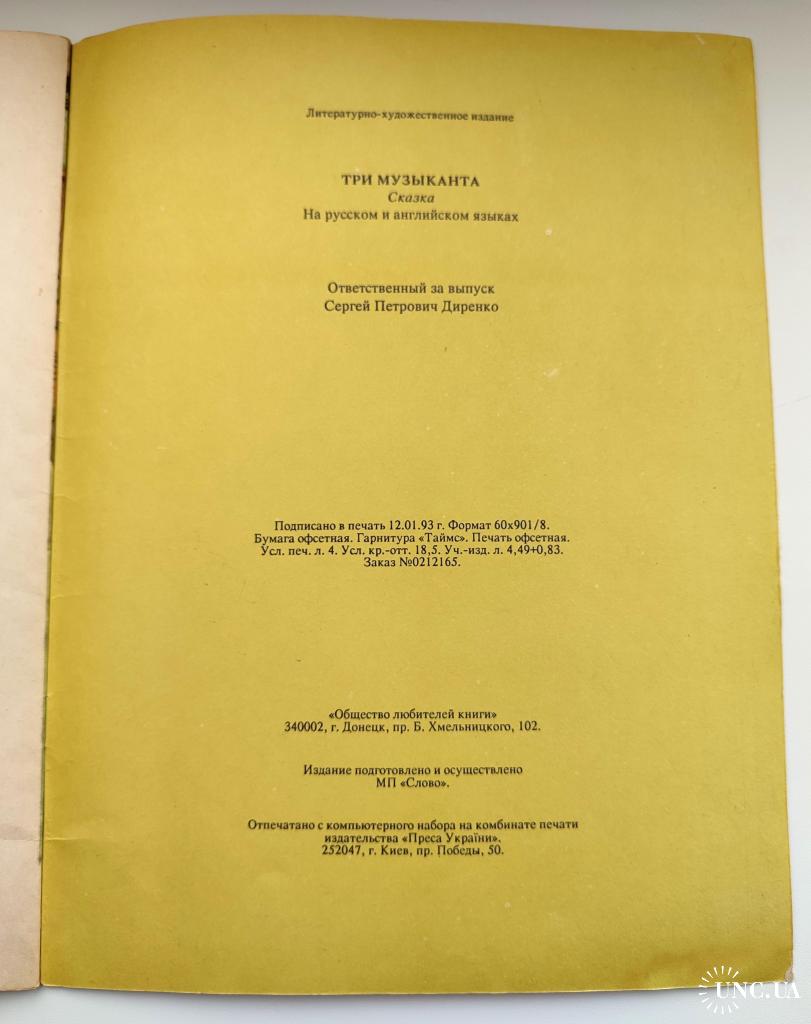 Литературно-художественное издание
ТРИ МУЗЫКАНТА
Сказка
На русском и английском языках
Ответственный за выпуск
Сергей Петрович Диренко
Подписано в печать 12.01.93 г. Формат 60х901/8.
Бумага офсетная. Гарнитура «Таймс». Печать офсетная.
Усл. печ. л. 4. Усл. кр.-отт. 18,5. Уч.-изд. л. 4,49+0,83.
Заказ №0212165.
«Общество любителей книги»
340002, г. Донецк, пр. Б. Хмельницкого, 102.
Издание подготовлено и осуществлено
МП «Слово».
Отпечатано с компьютерного набора на комбинате печати
издательства «Преса України».
252047, г. Киев, пр. Победы, 50.
UNC.UA